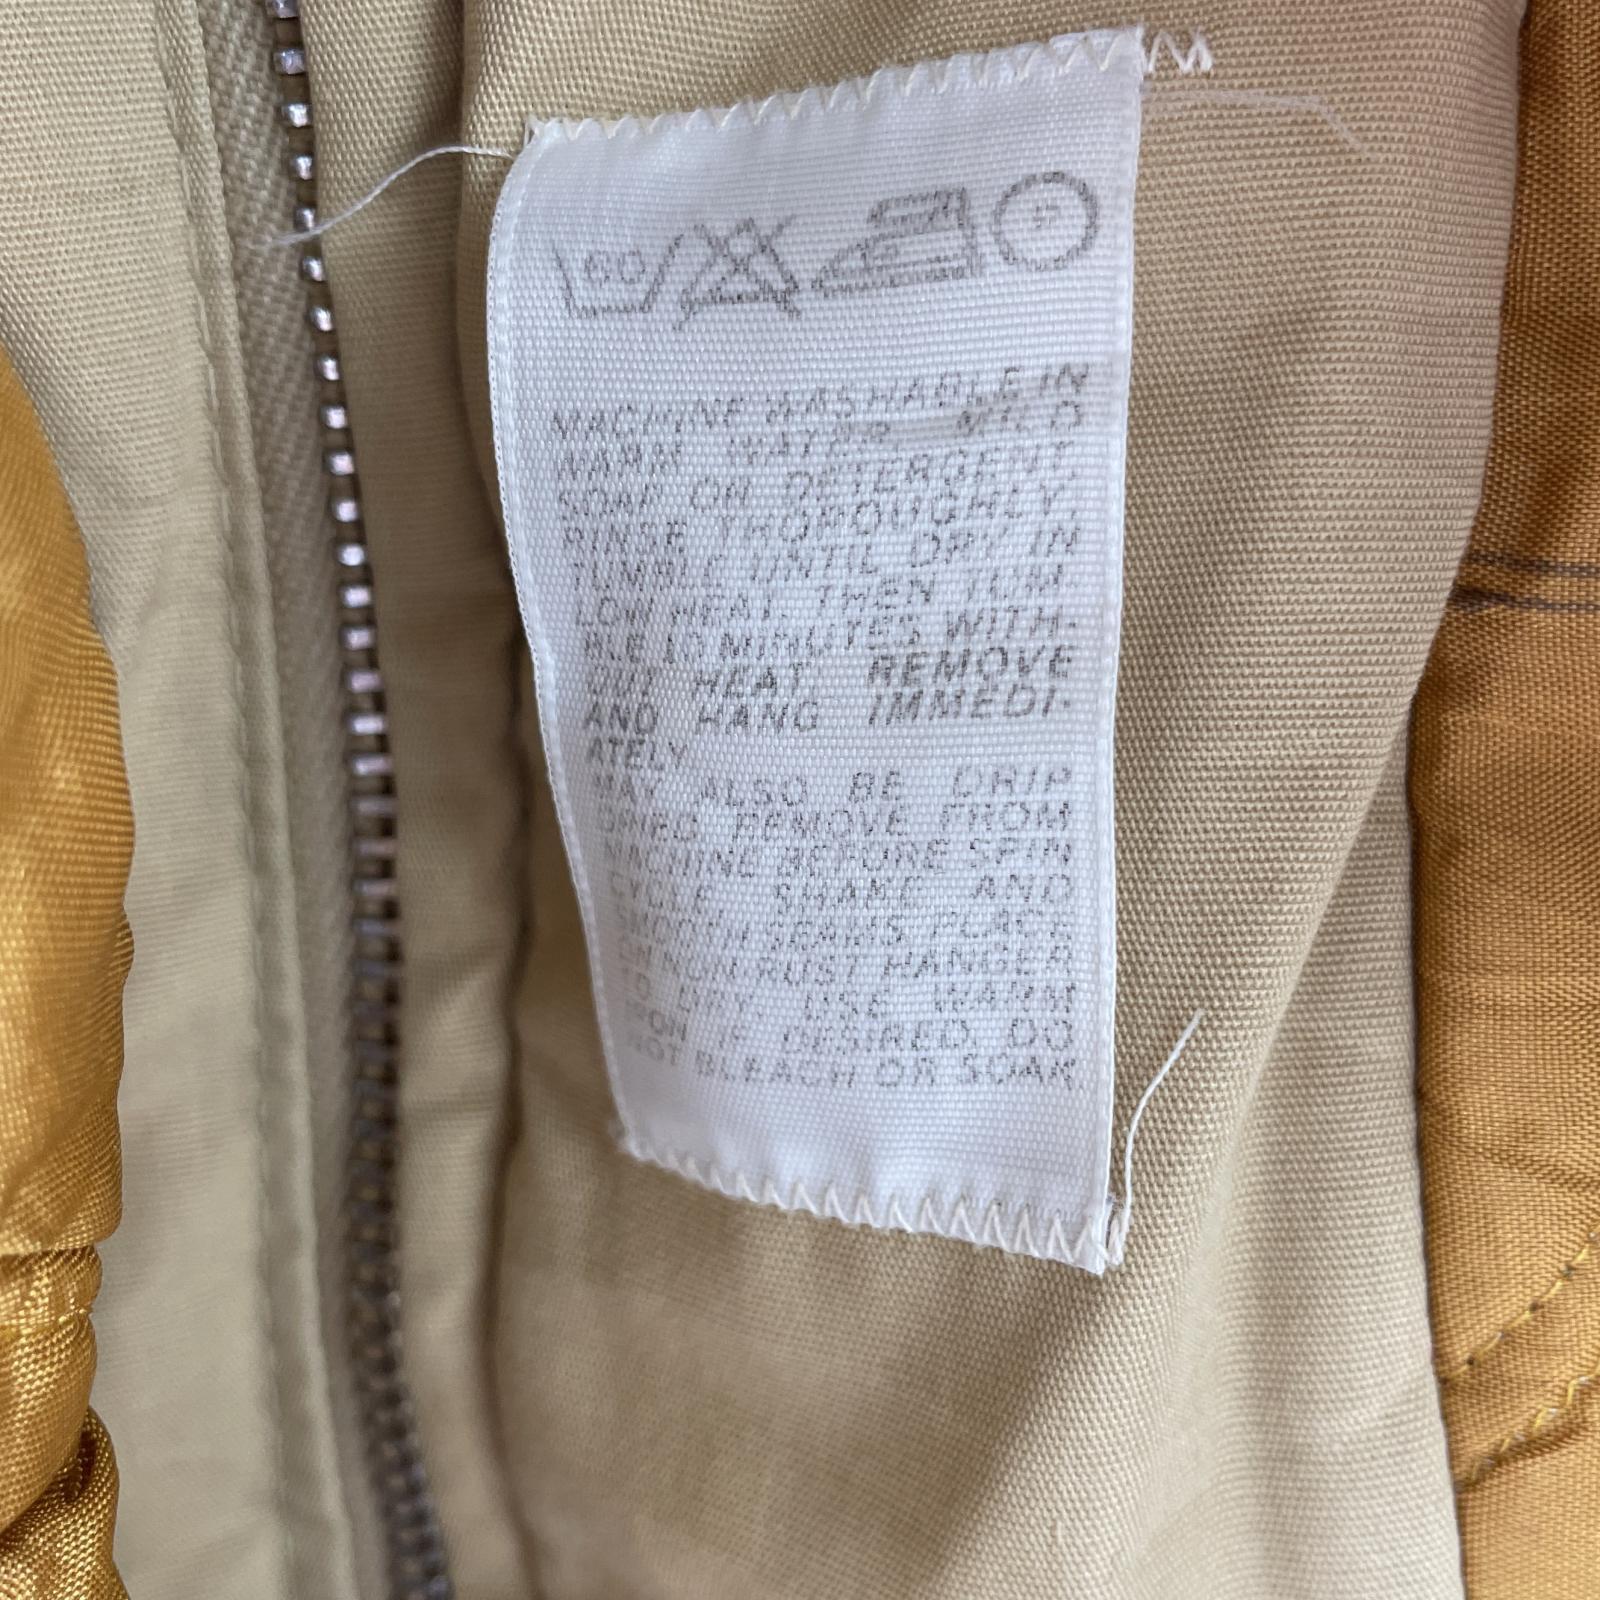 60
P
MACHINE WASHABLE IN
WARM WATER MILD
SOAP OR DETERGENT.
RINSE THOROUGHLY.
TUMBLE UNTIL DRY IN
LOW HEAT. THEN TUM
BLE 10 MINUTES WITH-
OUT HEAT. REMOVE
AND HANG IMMEDI-
ATELY.
MAY ALSO BE DRIP
DRIED. REMOVE FROM
MACHINE BEFORE SPIN
CYCLE. SHAKE AND
SEAMS PLACE
ON RUST HANGER
TO DRY. USE WARM
IRON IF DESIRED. DO
NOT BLEACH OR SOAK